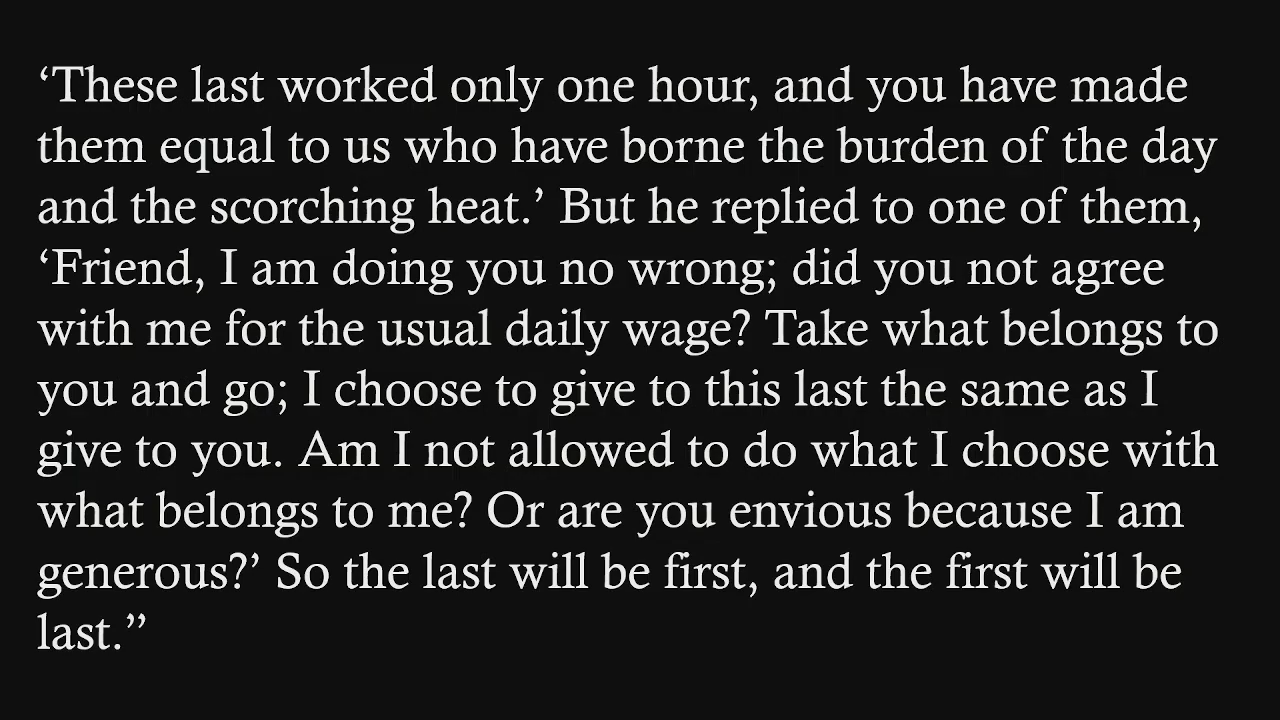 ‘These last worked only one hour, and you have made
them equal to us who have borne the burden of the day
and the scorching heat.’ But he replied to one of them,
‘Friend, I am doing you no wrong; did you not agree
with me for the usual daily wage? Take what belongs to
you and go; I choose to give to this last the same as I
give to you. Am I not allowed to do what I choose with
what belongs to me? Or are you envious because I am
generous?’ So the last will be first, and the first will be
last.”